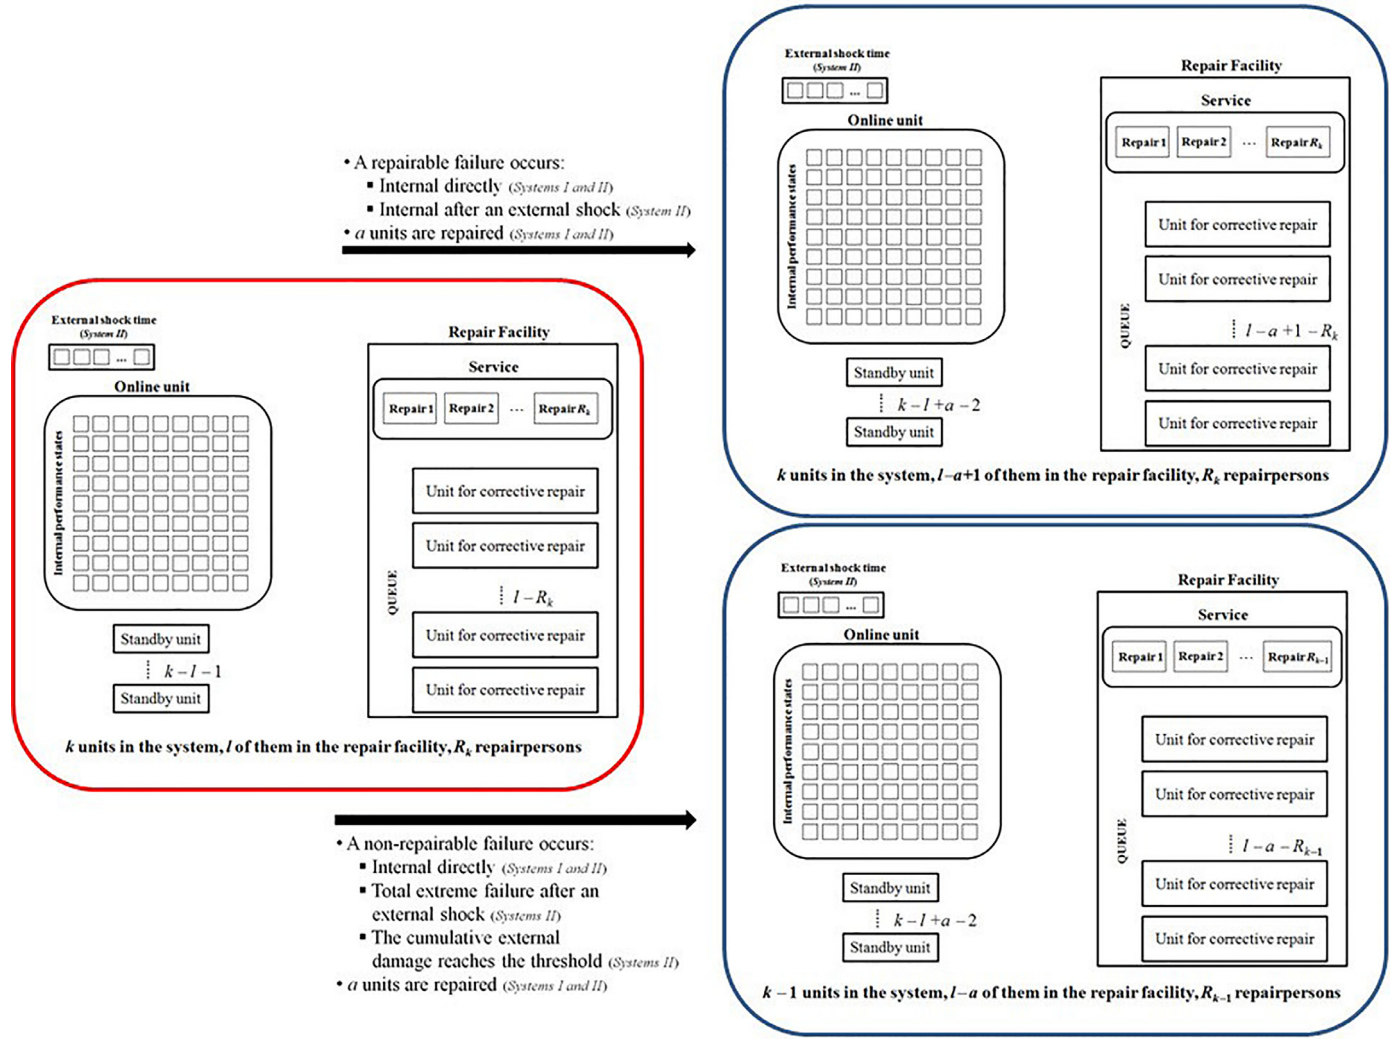 • A repairable failure occurs:
▪ Internal directly (Systems I and II)
▪ Internal after an external shock (System II)
• a units are repaired (Systems I and II)
External shock time
(System II)
...
Online unit
Internal performance states
Standby unit
k – l – 1
Standby unit
Repair Facility
Service
Repair 1 Repair 2 ... Repair Rk
QUEUE
Unit for corrective repair
Unit for corrective repair
l – Rk
Unit for corrective repair
Unit for corrective repair
k units in the system, l of them in the repair facility, Rk repairpersons
• A non-repairable failure occurs:
▪ Internal directly (Systems I and II)
▪ Total extreme failure after an
external shock (Systems II)
▪ The cumulative external
damage reaches the threshold (Systems II)
• a units are repaired (Systems I and II)
External shock time
(System II)
...
Online unit
Internal performance states
Standby unit
k – l +a – 2
Standby unit
Repair Facility
Service
Repair 1 Repair 2 ... Repair Rk
QUEUE
Unit for corrective repair
Unit for corrective repair
l – a +1 – Rk
Unit for corrective repair
Unit for corrective repair
k units in the system, l–a+1 of them in the repair facility, Rk repairpersons
External shock time
(System II)
...
Online unit
Internal performance states
Standby unit
k – l +a – 2
Standby unit
Repair Facility
Service
Repair 1 Repair 2 ... Repair Rk–1
QUEUE
Unit for corrective repair
Unit for corrective repair
l – a – Rk–1
Unit for corrective repair
Unit for corrective repair
k – 1 units in the system, l–a of them in the repair facility, Rk–1 repairpersons